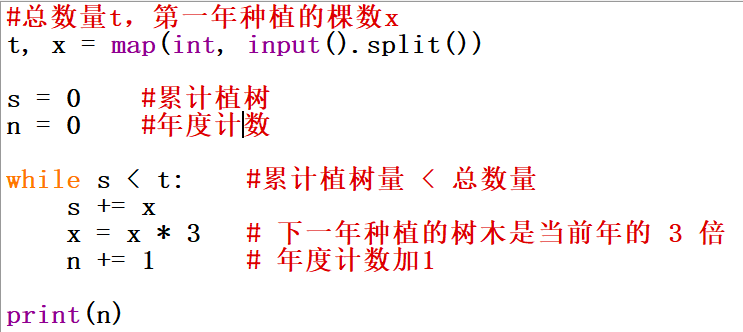 #总数量t，第一年种植的棵数x
t, x = map(int, input().split())
s = 0    #累计植树
n = 0    #年度计数
while s < t:    #累计植树量 < 总数量
    s += x
    x = x * 3   # 下一年种植的树木是当前年的 3 倍
    n += 1      # 年度计数加1
print(n)